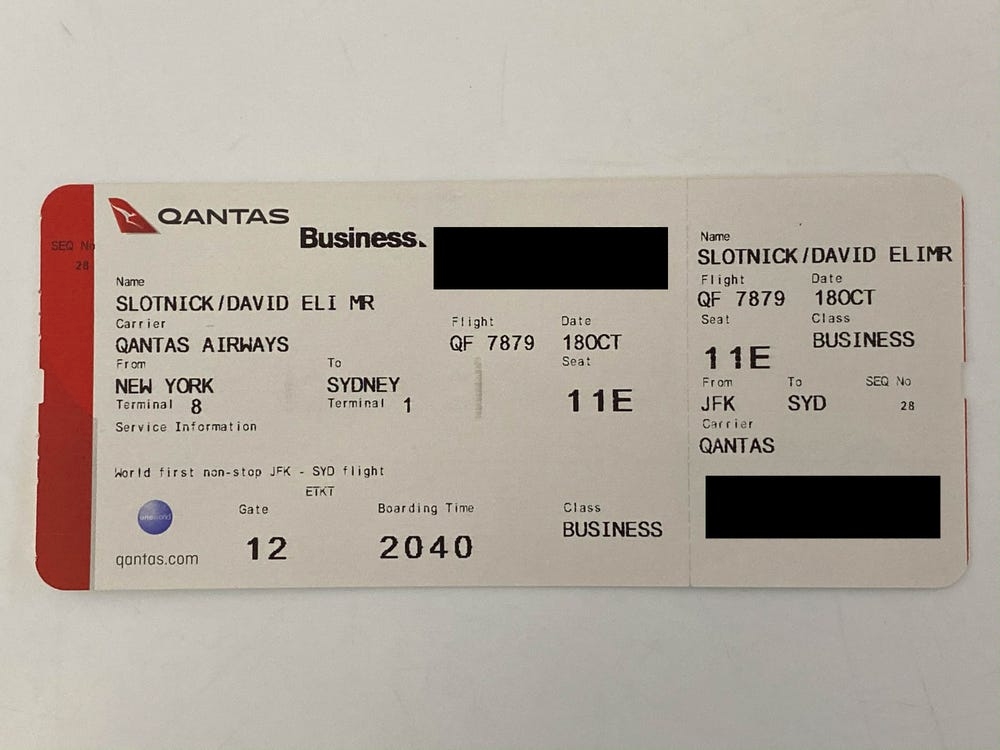 QANTAS
Business.
SEQ No
28
Name
SLOTNICK/DAVID ELI MR
Carrier
QANTAS AIRWAYS
Flight
QF 7879
Date
18OCT
From
NEW YORK
Terminal 8
To
SYDNEY
Terminal 1
Seat
11E
Service Information
World first non-stop JFK - SYD flight
ETKT
oneworld
qantas.com
Gate
12
Boarding Time
2040
Class
BUSINESS
Name
SLOTNICK/DAVID ELIMR
Flight
QF 7879
Date
18OCT
Seat
11E
Class
BUSINESS
From
JFK
To
SYD
SEQ No
28
Carrier
QANTAS